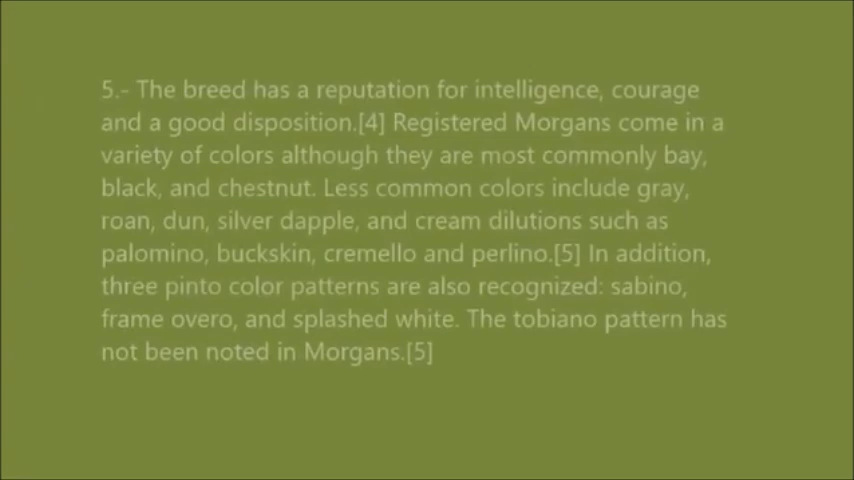 5.- The breed has a reputation for intelligence, courage
and a good disposition.[4] Registered Morgans come in a
variety of colors although they are most commonly bay,
black, and chestnut. Less common colors include gray,
roan, dun, silver dapple, and cream dilutions such as
palomino, buckskin, cremello and perlino.[5] In addition,
three pinto color patterns are also recognized: sabino,
frame overo, and splashed white. The tobiano pattern has
not been noted in Morgans.[5]